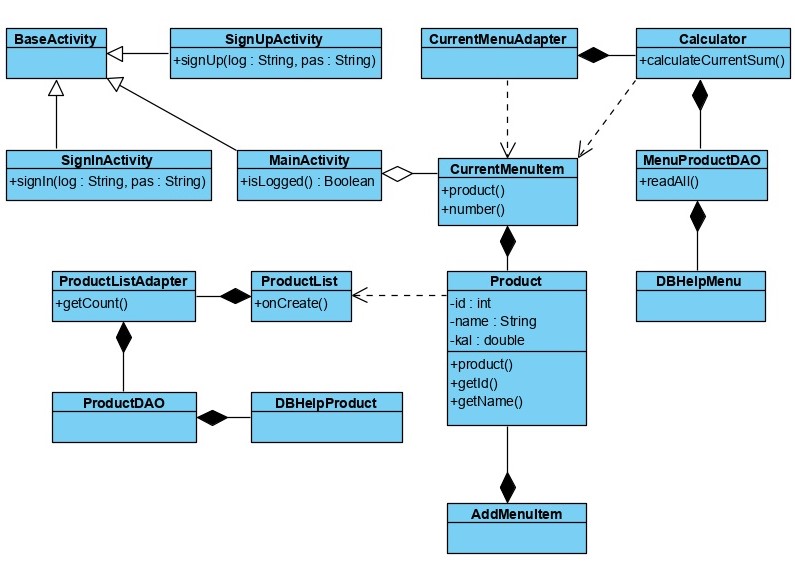 BaseActivity
SignUpActivity
+signUp(log : String, pas : String)
CurrentMenuAdapter
Calculator
+calculateCurrentSum()
SignInActivity
+signIn(log : String, pas : String)
MainActivity
+isLogged() : Boolean
CurrentMenuItem
+product()
+number()
MenuProductDAO
+readAll()
ProductListAdapter
+getCount()
ProductList
+onCreate()
Product
-id : int
-name : String
-kal : double
+product()
+getId()
+getName()
DBHelpMenu
ProductDAO
DBHelpProduct
AddMenuItem